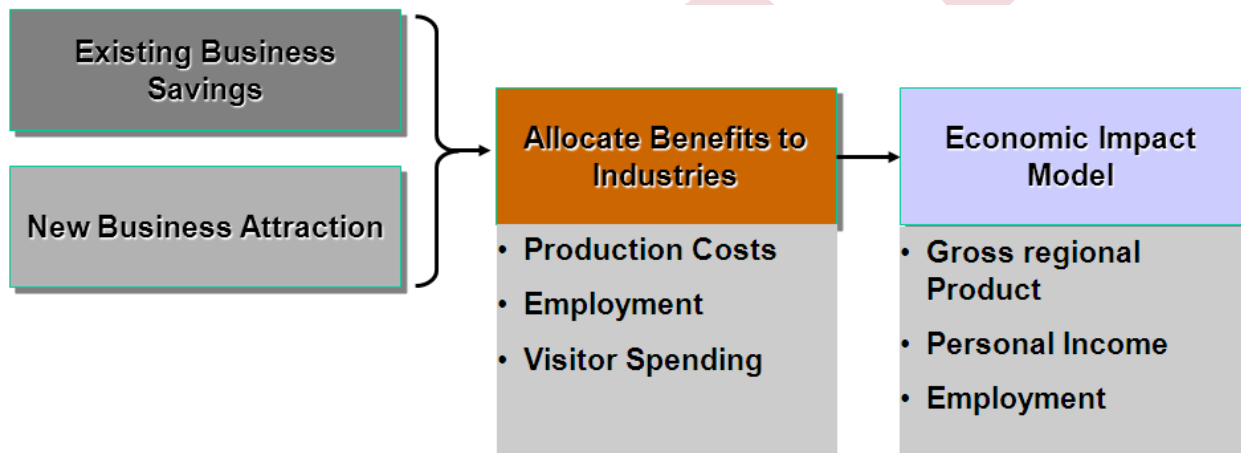 Existing Business
Savings
New Business Attraction
Allocate Benefits to
Industries
• Production Costs
• Employment
• Visitor Spending
Economic Impact
Model
• Gross regional
Product
• Personal Income
• Employment